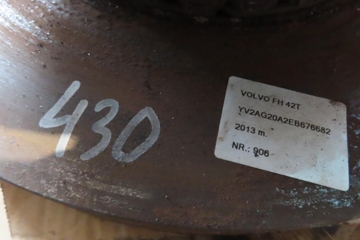 430
VOLVO FH 42T
YV2AG20A2EB676682
2013 m.
NR.: 906